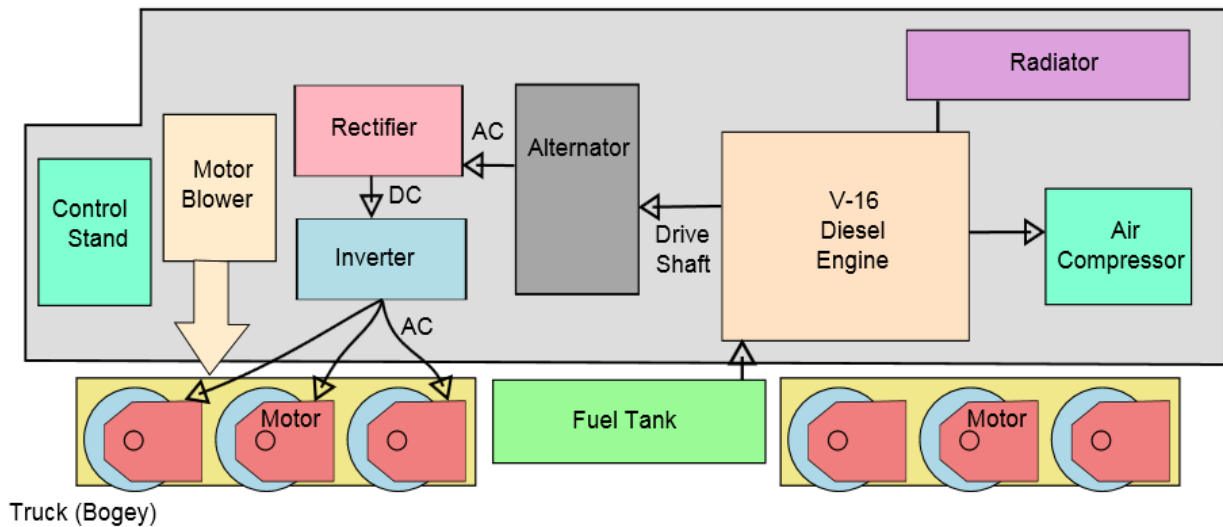 Radiator
Rectifier
AC
Alternator
Motor
Blower
DC
V-16
Diesel
Engine
Control
Stand
Drive
Shaft
Air
Compressor
Inverter
AC
Motor
Fuel Tank
Motor
Truck (Bogey)